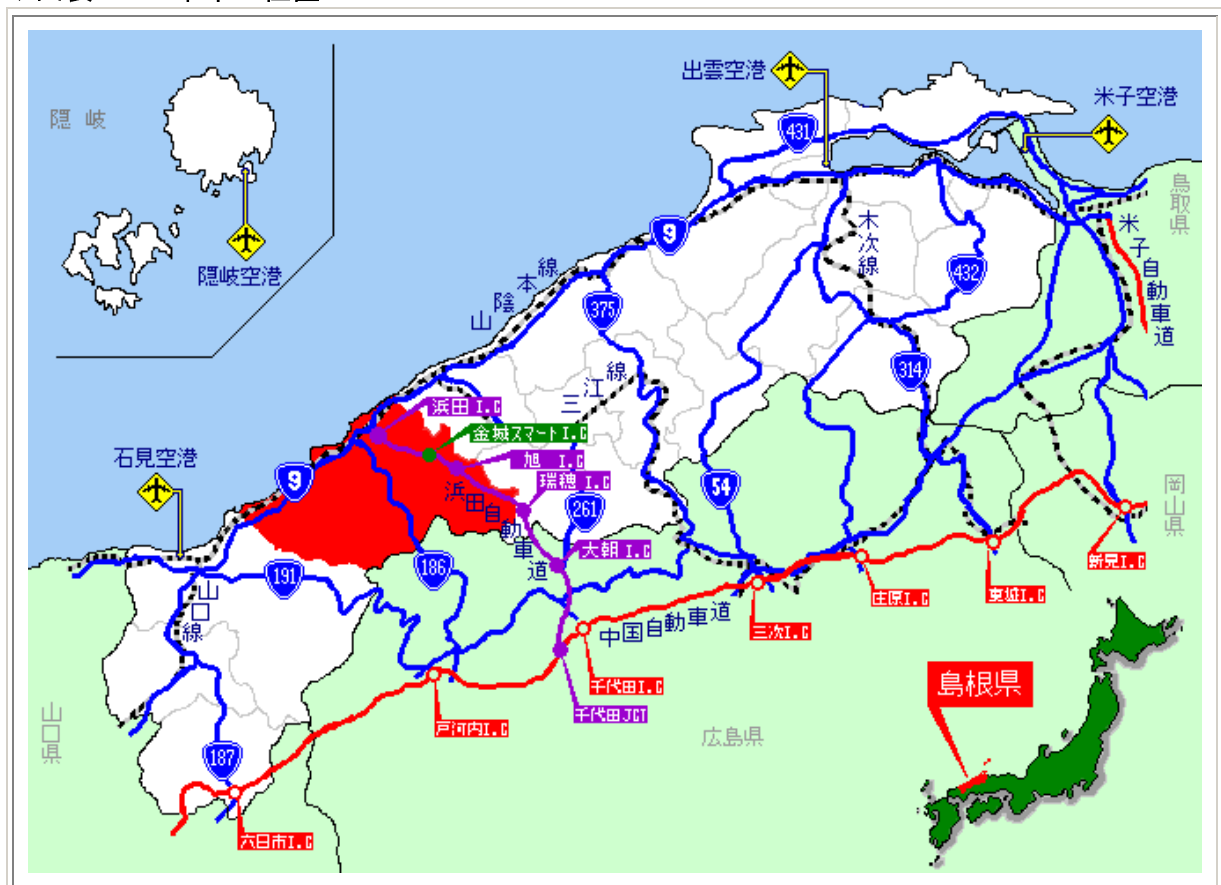 隠岐
隠岐空港
出雲空港
米子空港
鳥取県
431
9
木次線
432
米子自動車道
山陰本線
375
314
三江線
浜田I.C
金城スマートI.C
旭 I.C
瑞穂I.C
石見空港
9
浜田自動車道
261
54
岡山県
大朝I.C
新見I.C
191
186
庄原I.C
東城I.C
山口線
中国自動車道
三次I.C
千代田I.C
島根県
千代田JCT
戸河内I.C
山口県
広島県
187
六日市I.C